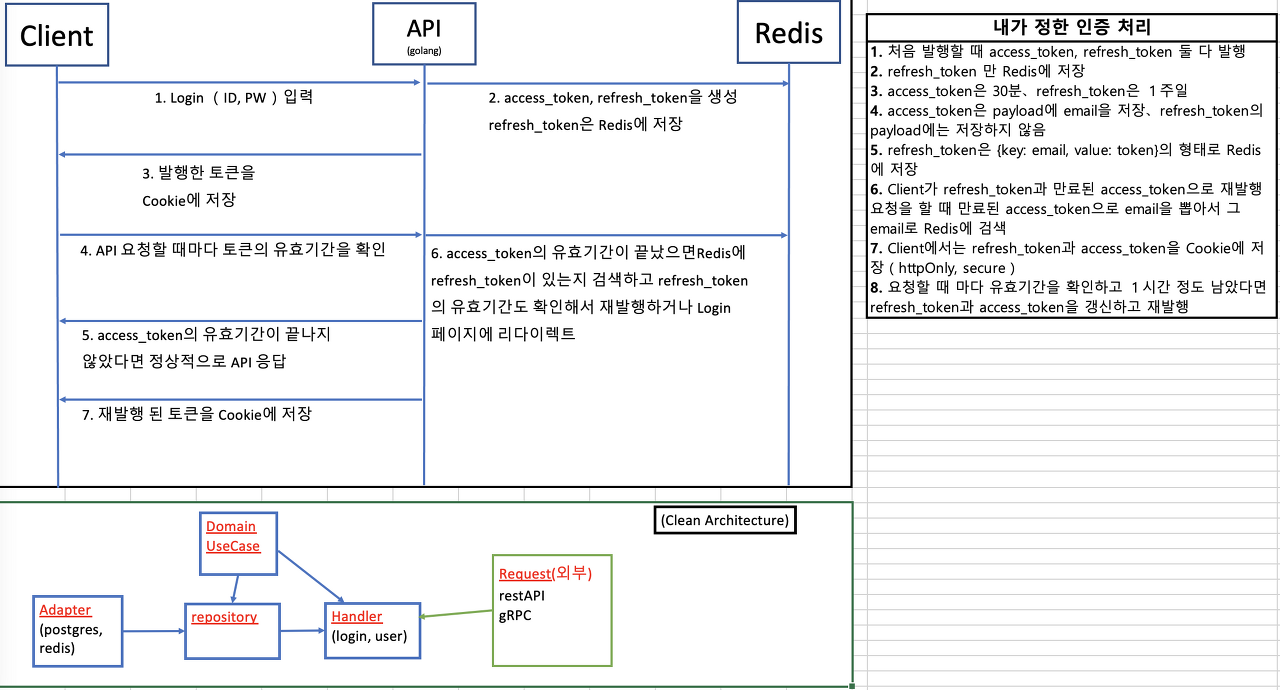 Client
API
(golang)
Redis
1. Login ( ID, PW ) 입력
2. access_token, refresh_token을 생성
refresh_token은 Redis에 저장
3. 발행한 토큰을
Cookie에 저장
4. API 요청할 때마다 토큰의 유효기간을 확인
6. access_token의 유효기간이 끝났으면Redis에
refresh_token이 있는지 검색하고 refresh_token
의 유효기간도 확인해서 재발행하거나 Login
페이지에 리다이렉트
5. access_token의 유효기간이 끝나지
않았다면 정상적으로 API 응답
7. 재발행 된 토큰을 Cookie에 저장
내가 정한 인증 처리
1. 처음 발행할 때 access_token, refresh_token 둘 다 발행
2. refresh_token 만 Redis에 저장
3. access_token은 30분、refresh_token은 1주일
4. access_token은 payload에 email을 저장、refresh_token의
payload에는 저장하지 않음
5. refresh_token은 {key: email, value: token}의 형태로 Redis
에 저장
6. Client가 refresh_token과 만료된 access_token으로 재발행
요청을 할 때 만료된 access_token으로 email을 뽑아서 그
email로 Redis에 검색
7. Client에서는 refresh_token과 access_token을 Cookie에 저
장 ( httpOnly, secure )
8. 요청할 때 마다 유효기간을 확인하고 1시간 정도 남았다면
refresh_token과 access_token을 갱신하고 재발행
(Clean Architecture)
Domain
UseCase
Adapter
(postgres,
redis)
repository
Handler
(login, user)
Request(외부)
restAPI
gRPC